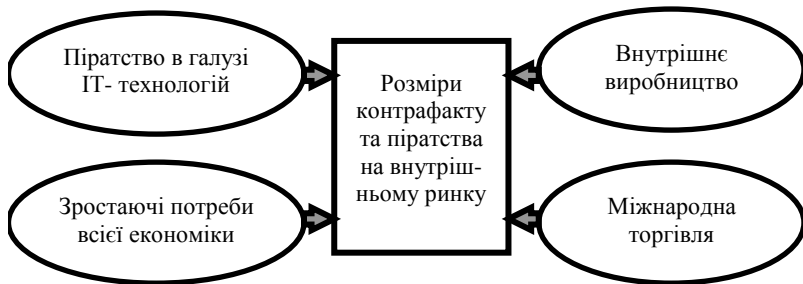 Піратство в галузі
ІТ- технологій
Зростаючі потреби
всієї економіки
Розміри
контрафакту
та піратства
на внутріш-
ньому ринку
Внутрішнє
виробництво
Міжнародна
торгівля